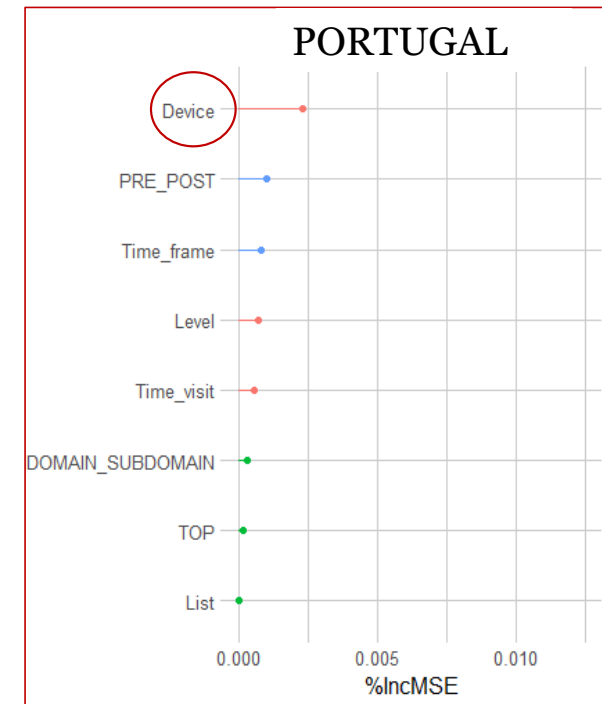 PORTUGAL
Device
PRE_POST
Time_frame
Level
Time_visit
DOMAIN_SUBDOMAIN
TOP
List
0.000 0.005 0.010
%IncMSE